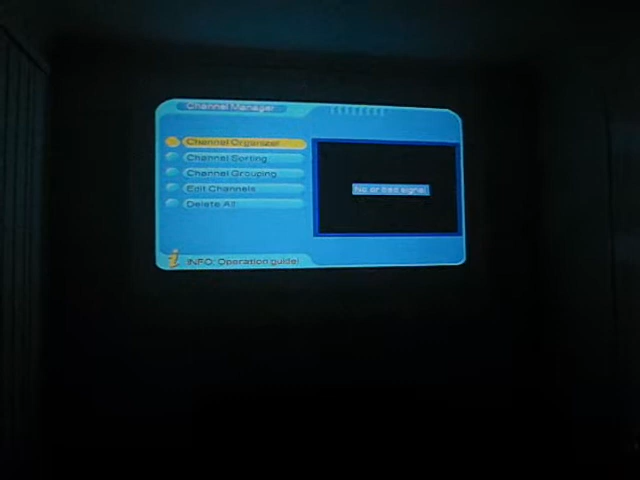 Channel Manager
Channel Organizer
Channel Sorting
Channel Grouping
Edit Channels
Delete All
No or bad signal
INFO: Operation guide!